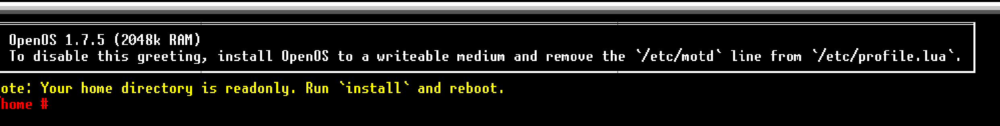 OpenOS 1.7.5 (2048k RAM)
To disable this greeting, install OpenOS to a writeable medium and remove the `/etc/motd` line from `/etc/profile.lua`.
ote: Your home directory is readonly. Run `install` and reboot.
home #